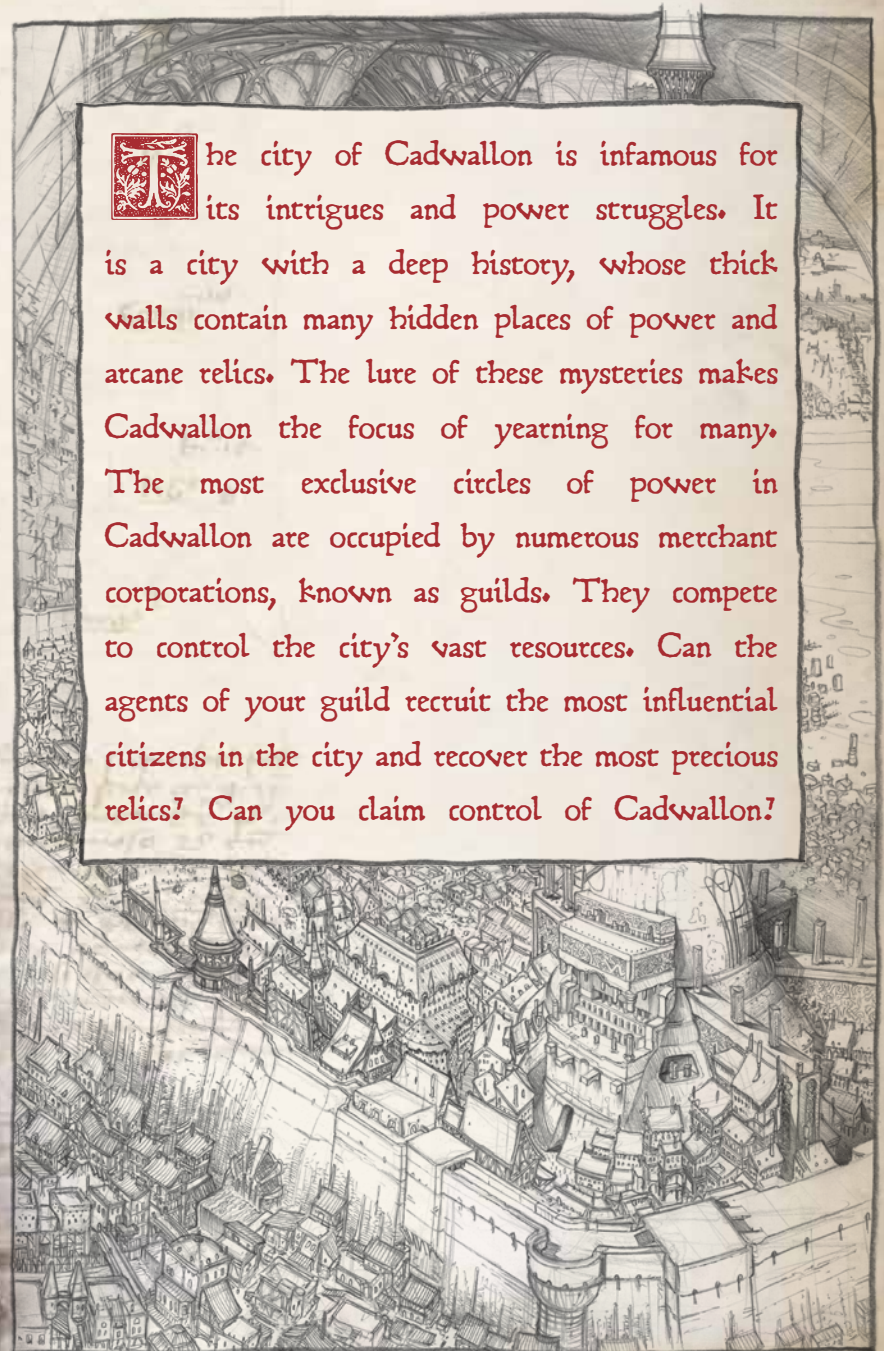 The city of Cadwallon is infamous for
its intrigues and power struggles. It
is a city with a deep history, whose thick
walls contain many hidden places of power and
arcane relics. The lure of these mysteries makes
Cadwallon the focus of yearning for many.
The most exclusive circles of power in
Cadwallon are occupied by numerous merchant
corporations, known as guilds. They compete
to control the city's vast resources. Can the
agents of your guild recruit the most influential
citizens in the city and recover the most precious
relics? Can you claim control of Cadwallon?